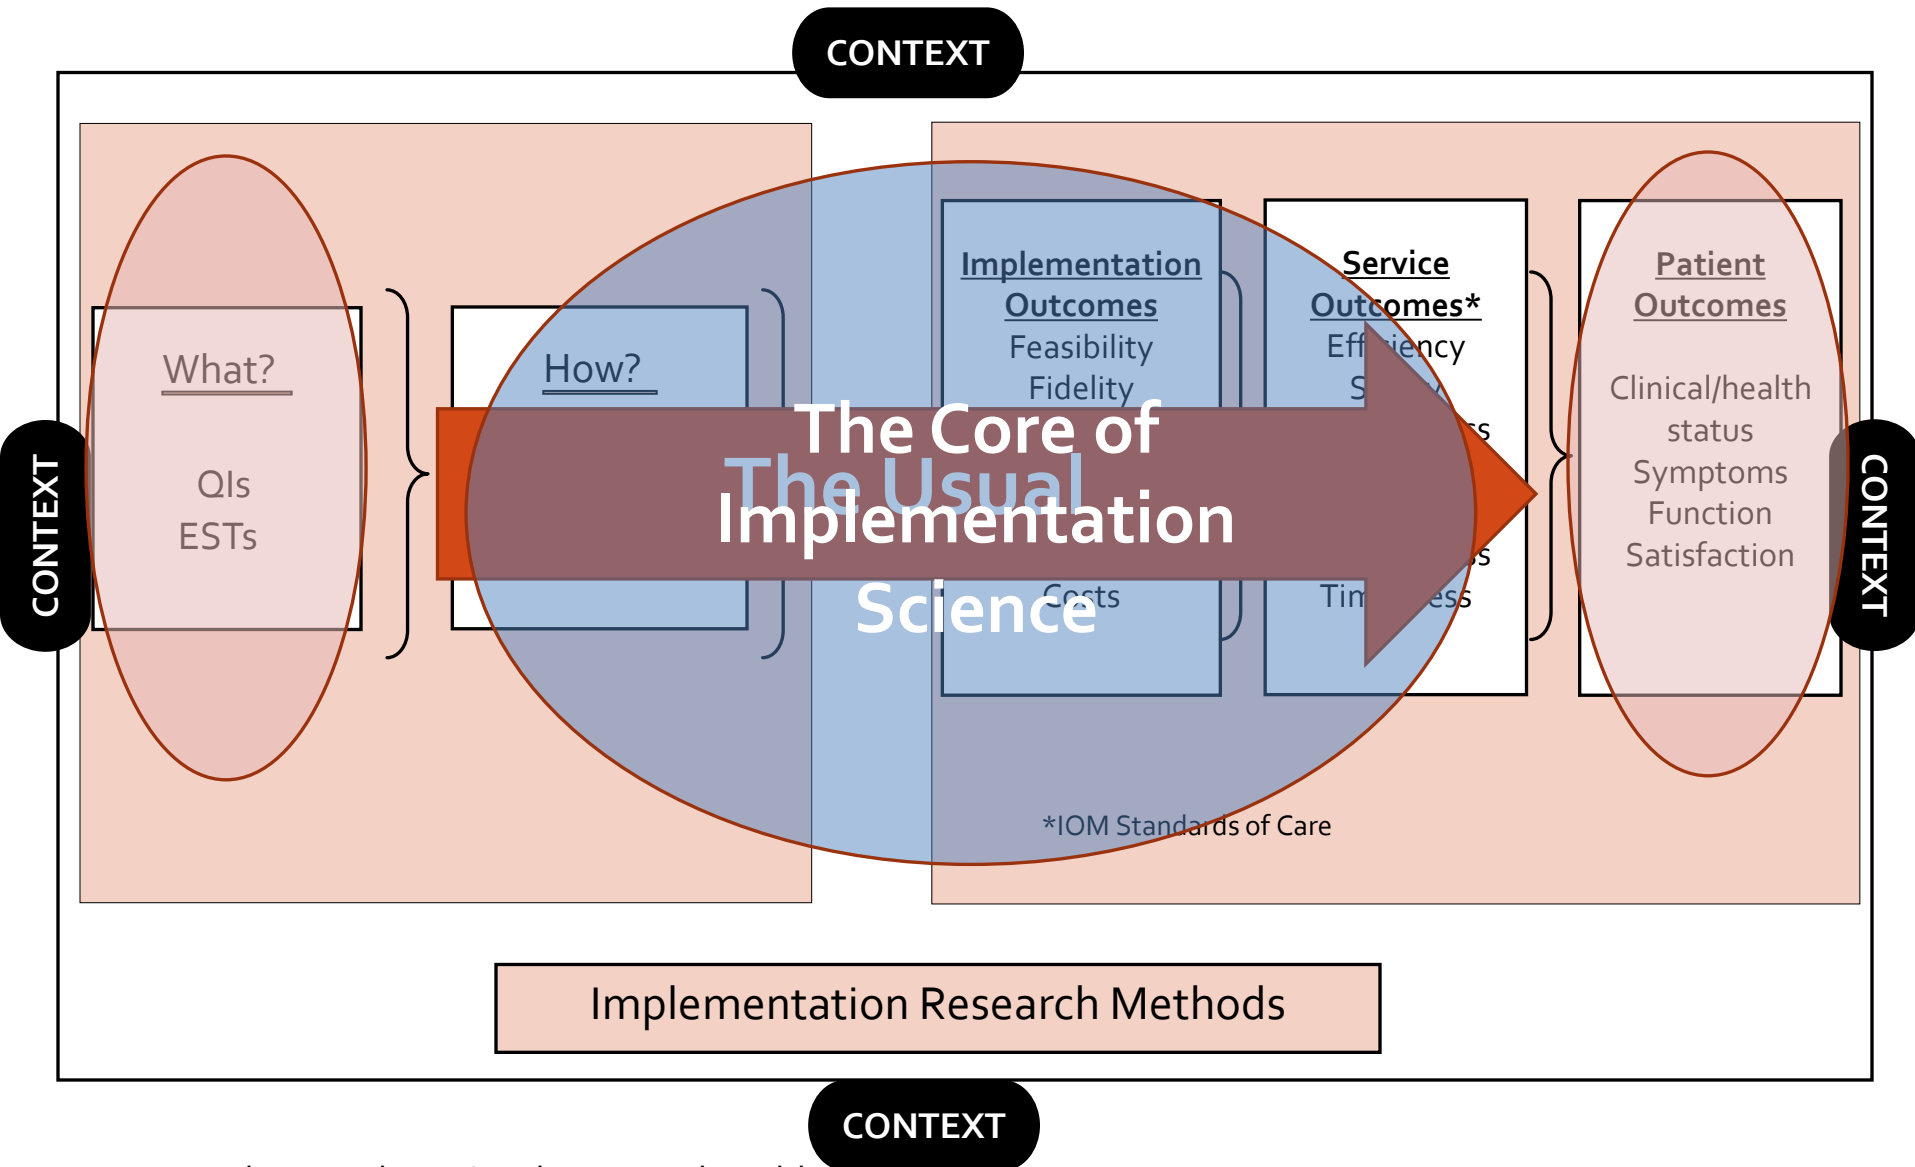 CONTEXT
CONTEXT
What?
QIs
ESTs
How?
Implementation
Outcomes
Feasibility
Fidelity
Costs
Service
Outcomes*
Efficiency
Patient
Outcomes
Clinical/health
status
Symptoms
Function
Satisfaction
The Usual
The Core of
Implementation
Science
*IOM Standards of Care
CONTEXT
Implementation Research Methods
CONTEXT